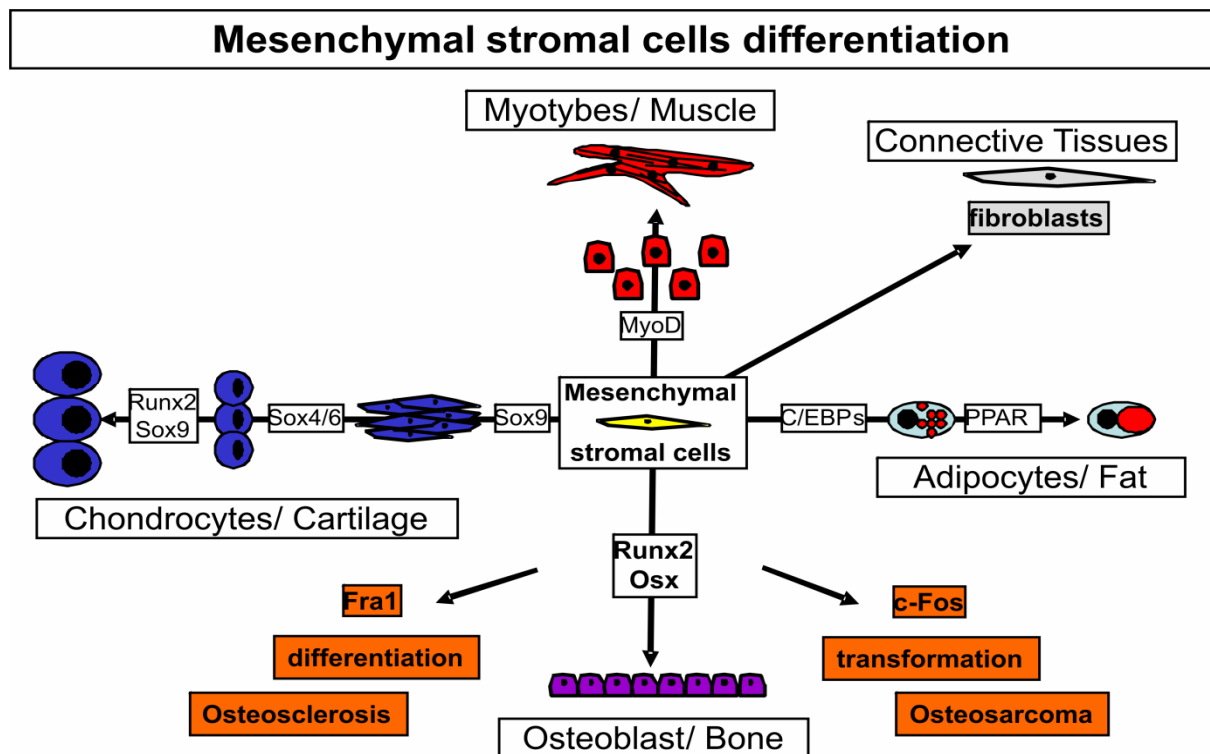 Mesenchymal stromal cells differentiation
Myotybes/ Muscle
Connective Tissues
fibroblasts
MyoD
Runx2
Sox9
Sox4/6
Sox9
Mesenchymal
stromal cells
C/EBPs
PPAR
Adipocytes/ Fat
Chondrocytes/ Cartilage
Runx2
Osx
Fra1
c-Fos
differentiation
transformation
Osteosclerosis
Osteosarcoma
Osteoblast/ Bone